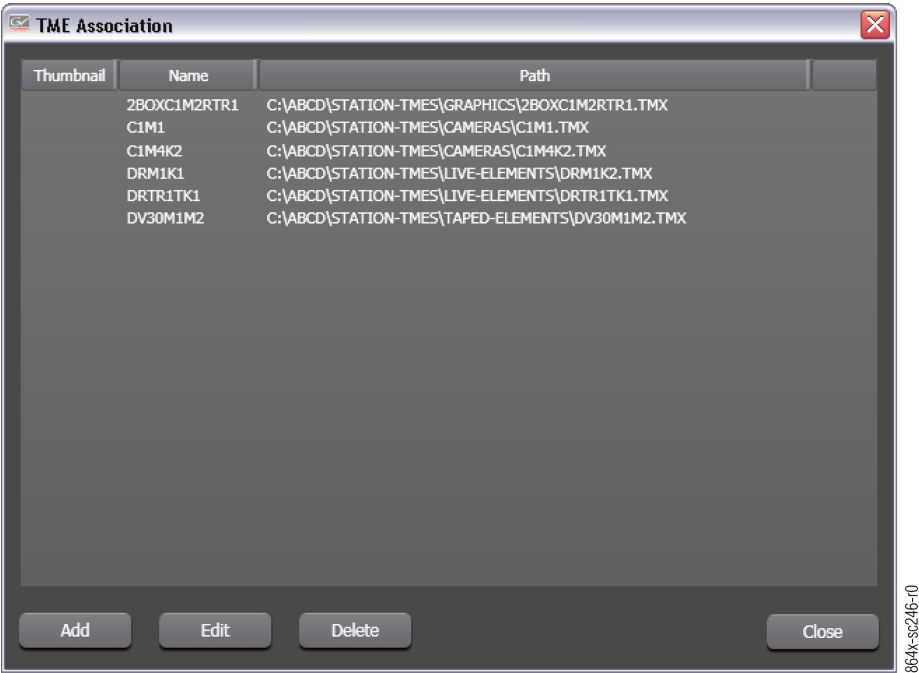 TME Association
Thumbnail Name Path
2BOXC1M2RTR1 C:\ABCD\STATION-TMES\GRAPHICS\2BOXC1M2RTR1.TMX
C1M1 C:\ABCD\STATION-TMES\CAMERAS\C1M1.TMX
C1M4K2 C:\ABCD\STATION-TMES\CAMERAS\C1M4K2.TMX
DRM1K1 C:\ABCD\STATION-TMES\LIVE-ELEMENTS\DRM1K2.TMX
DRTR1TK1 C:\ABCD\STATION-TMES\LIVE-ELEMENTS\DRTR1TK1.TMX
DV30M1M2 C:\ABCD\STATION-TMES\TAPED-ELEMENTS\DV30M1M2.TMX
Add Edit Delete Close
864x-sc246-r0